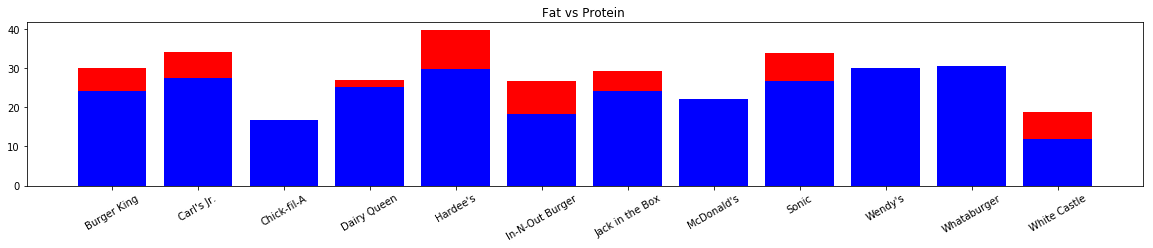 Fat vs Protein
40
30
20
10
0
Burger King
Carl's Jr.
Chick-fil-A
Dairy Queen
Hardee's
In-N-Out Burger
Jack in the Box
McDonald's
Sonic
Wendy's
Whataburger
White Castle